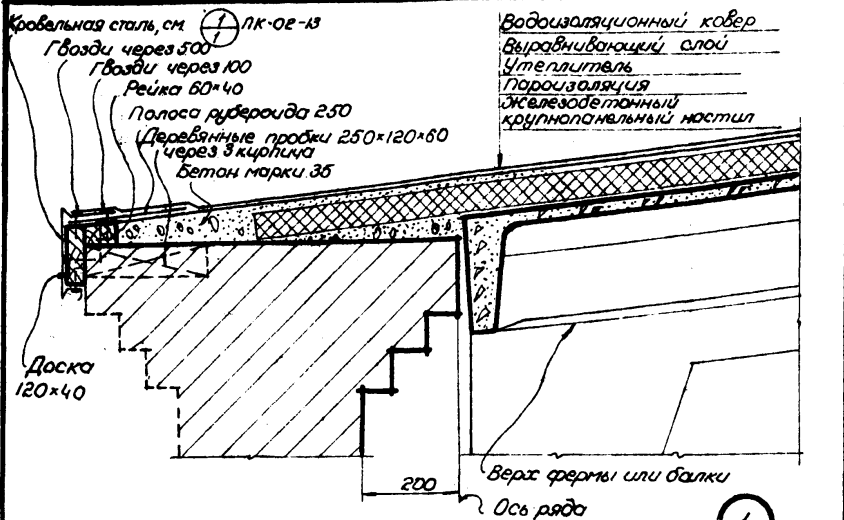 Кровельная сталь, см. 1/1 ЛК-02-13
Гвозди через 500
Гвозди через 100
Рейка 60×40
Полоса рубероида 250
Деревянные пробки 250×120×60
через 3 кирпича
Бетон марки 35
Водоизоляционный ковер
Выравнивающий слой
Утеплитель
Пароизоляция
Железобетонный
крупнопанельный настил
Доска
120×40
200
Верх фермы или балки
Ось ряда
1